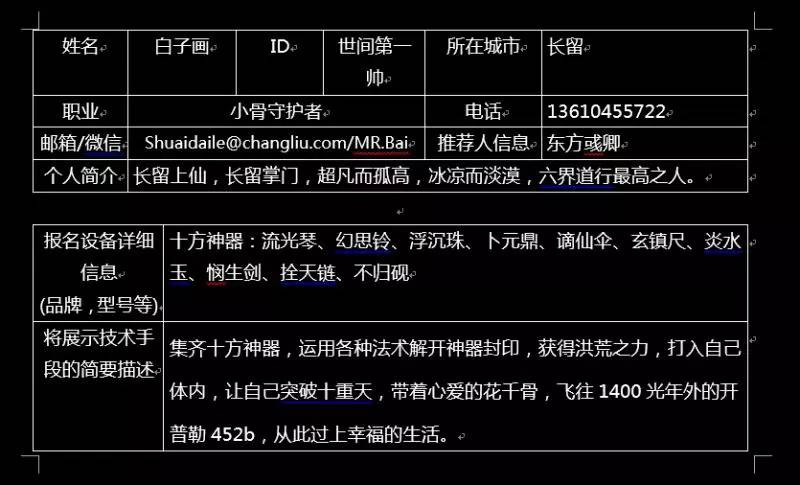 姓名 白子画 ID 世间第一帅 所在城市 长留
职业 小骨守护者 电话 13610455722
邮箱/微信 Shuaidaile@changliu.com/MR.Bai 推荐人信息 东方彧卿
个人简介 长留上仙，长留掌门，超凡而孤高，冰凉而淡漠，六界道行最高之人。
报名设备详细
信息
(品牌，型号等)
十方神器：流光琴、幻思铃、浮沉珠、卜元鼎、谪仙伞、玄镇尺、炎水
玉、悯生剑、拴天链、不归砚
将展示技术手
段的简要描述
集齐十方神器，运用各种法术解开神器封印，获得洪荒之力，打入自己
体内，让自己突破十重天，带着心爱的花千骨，飞往 1400 光年外的开
普勒 452b，从此过上幸福的生活。